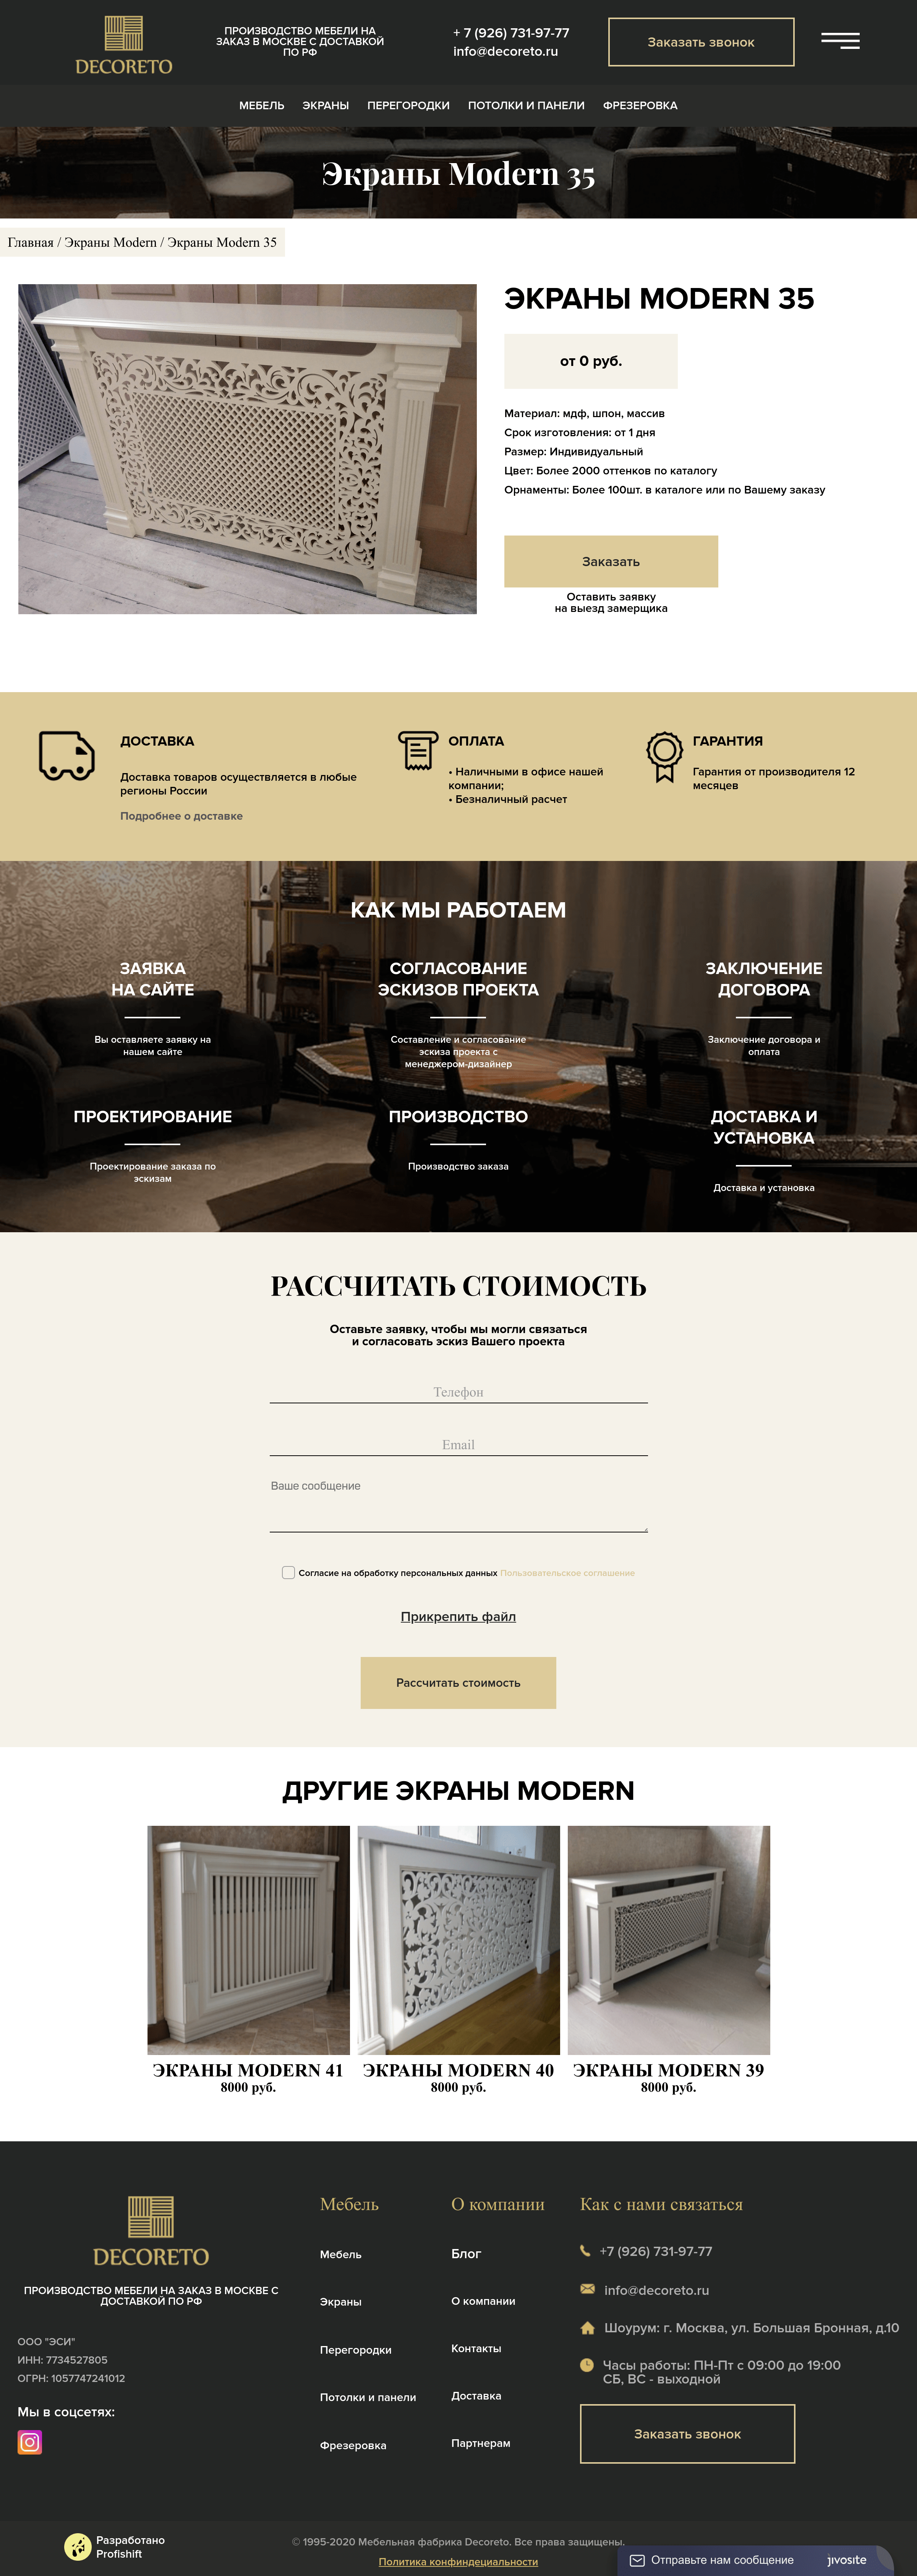 DECORETO
ПРОИЗВОДСТВО МЕБЕЛИ НА
ЗАКАЗ В МОСКВЕ С ДОСТАВКОЙ
ПО РФ
+ 7 (926) 731-97-77
info@decoreto.ru
Заказать звонок
МЕБЕЛЬ ЭКРАНЫ ПЕРЕГОРОДКИ ПОТОЛКИ И ПАНЕЛИ ФРЕЗЕРОВКА
Экраны Modern 35
Главная / Экраны Modern / Экраны Modern 35
ЭКРАНЫ MODERN 35
от 0 руб.
Материал: мдф, шпон, массив
Срок изготовления: от 1 дня
Размер: Индивидуальный
Цвет: Более 2000 оттенков по каталогу
Орнаменты: Более 100шт. в каталоге или по Вашему заказу
Заказать
Оставить заявку
на выезд замерщика
ДОСТАВКА
Доставка товаров осуществляется в любые
регионы России
Подробнее о доставке
ОПЛАТА
• Наличными в офисе нашей
компании;
• Безналичный расчет
ГАРАНТИЯ
Гарантия от производителя 12
месяцев
КАК МЫ РАБОТАЕМ
ЗАЯВКА
НА САЙТЕ
Вы оставляете заявку на
нашем сайте
СОГЛАСОВАНИЕ
ЭСКИЗОВ ПРОЕКТА
Составление и согласование
эскиза проекта с
менеджером-дизайнер
ЗАКЛЮЧЕНИЕ
ДОГОВОРА
Заключение договора и
оплата
ПРОЕКТИРОВАНИЕ
Проектирование заказа по
эскизам
ПРОИЗВОДСТВО
Производство заказа
ДОСТАВКА И
УСТАНОВКА
Доставка и установка
РАССЧИТАТЬ СТОИМОСТЬ
Оставьте заявку, чтобы мы могли связаться
и согласовать эскиз Вашего проекта
Телефон
Email
Ваше сообщение
Согласие на обработку персональных данных Пользовательское соглашение
Прикрепить файл
Рассчитать стоимость
ДРУГИЕ ЭКРАНЫ MODERN
ЭКРАНЫ MODERN 41
8000 руб.
ЭКРАНЫ MODERN 40
8000 руб.
ЭКРАНЫ MODERN 39
8000 руб.
DECORETO
ПРОИЗВОДСТВО МЕБЕЛИ НА ЗАКАЗ В МОСКВЕ С
ДОСТАВКОЙ ПО РФ
ООО "ЭСИ"
ИНН: 7734527805
ОГРН: 1057747241012
Мы в соцсетях:
Мебель
Мебель
Экраны
Перегородки
Потолки и панели
Фрезеровка
О компании
Блог
О компании
Контакты
Доставка
Партнерам
Как с нами связаться
+7 (926) 731-97-77
info@decoreto.ru
Шоурум: г. Москва, ул. Большая Бронная, д.10
Часы работы: ПН-Пт с 09:00 до 19:00
СБ, ВС - выходной
Заказать звонок
Разработано
Profishift
© 1995-2020 Мебельная фабрика Decoreto. Все права защищены.
Политика конфиндециальности
Отправьте нам сообщение jivosite